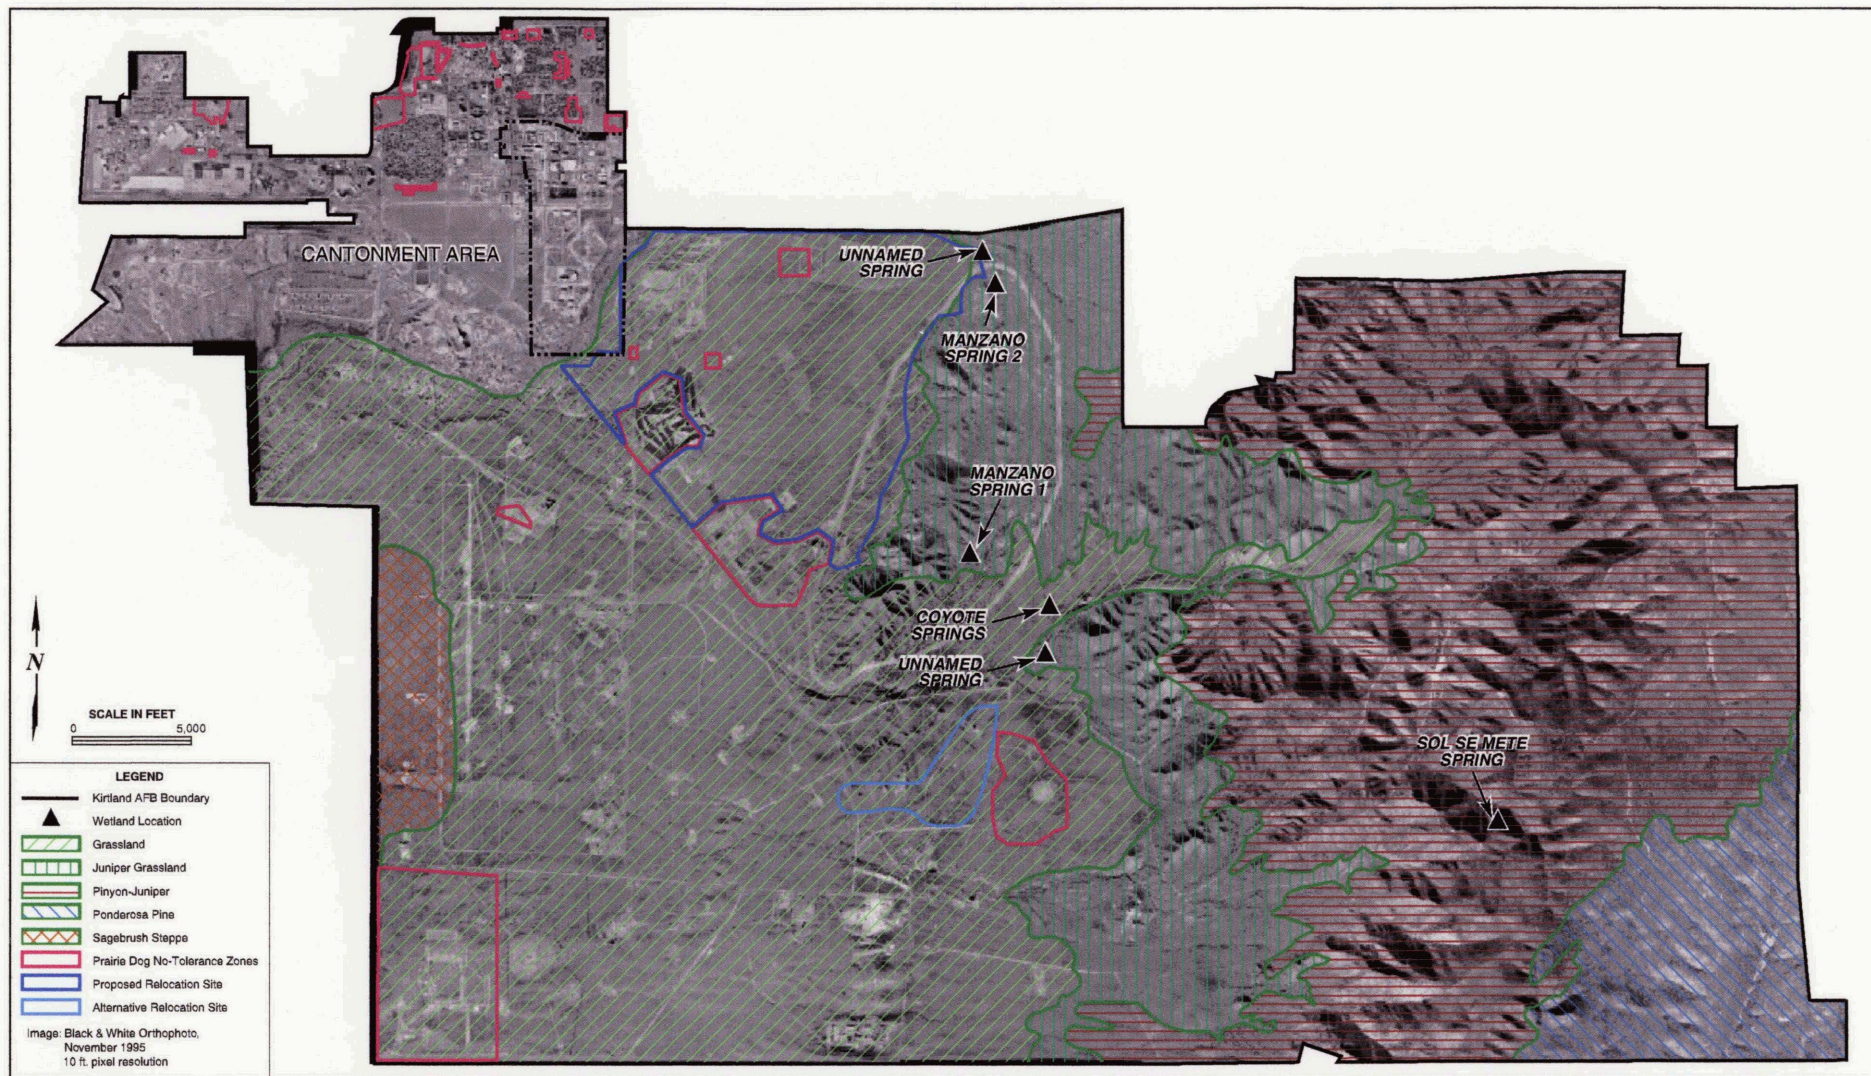 CANTONMENT AREA
UNNAMED
SPRING
MANZANO
SPRING 2
MANZANO
SPRING 1
COYOTE
SPRINGS
UNNAMED
SPRING
SOL SE METE
SPRING
N
SCALE IN FEET
0 5,000
LEGEND
Kirtland AFB Boundary
Wetland Location
Grassland
Juniper Grassland
Pinyon-Juniper
Ponderosa Pine
Sagebrush Steppe
Prairie Dog No-Tolerance Zones
Proposed Relocation Site
Alternative Relocation Site
Image: Black & White Orthophoto,
November 1995
10 ft. pixel resolution